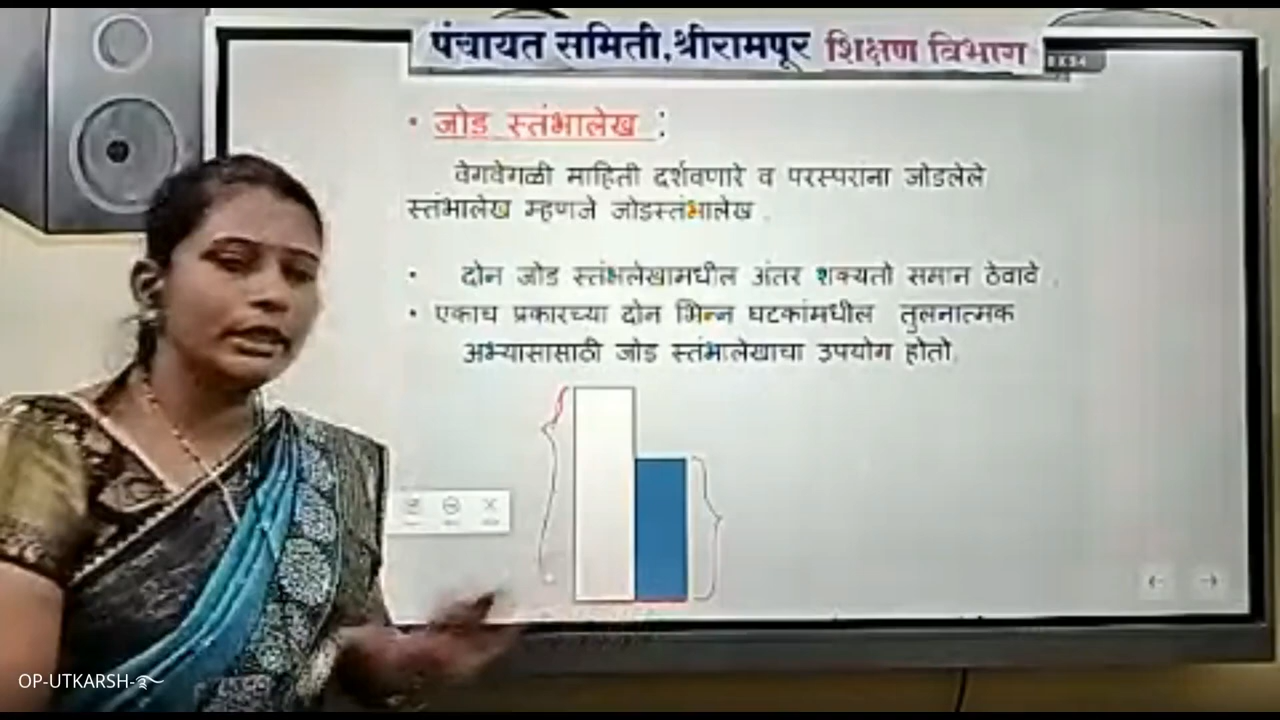 पंचायत समिती,श्रीरामपूर शिक्षण विभाग
• जोड स्तंभालेख :
वेगवेगळी माहिती दर्शवणारे व परस्परांना जोडलेले
स्तंभालेख म्हणजे जोडस्तंभालेख .
• दोन जोड स्तंभलेखामधील अंतर शक्यतो समान ठेवावे .
• एकाच प्रकारच्या दोन भिन्न घटकांमधील तुलनात्मक
अभ्यासासाठी जोड स्तंभालेखाचा उपयोग होतो.
OP-UTKARSH-